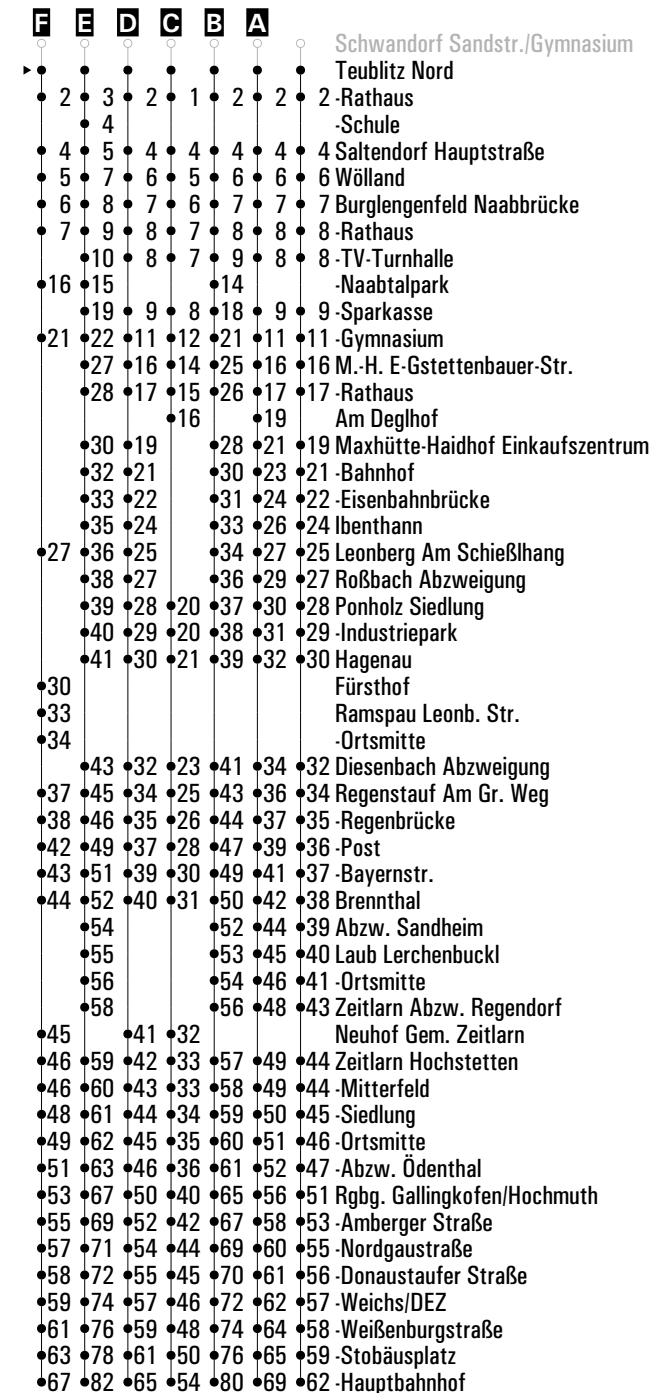 F E D C B A
Schwandorf Sandstr./Gymnasium
Teublitz Nord
2 3 2 1 2 2 2 -Rathaus
4 -Schule
4 5 4 4 4 4 4 Saltendorf Hauptstraße
5 7 6 5 6 6 6 Wölland
6 8 7 6 7 7 7 Burglengenfeld Naabbrücke
7 9 8 7 8 8 8 -Rathaus
10 8 7 9 8 8 -TV-Turnhalle
16 15 14 -Naabtalpark
19 9 8 18 9 9 -Sparkasse
21 22 11 12 21 11 11 -Gymnasium
27 16 14 25 16 16 M.-H. E-Gstettenbauer-Str.
28 17 15 26 17 17 -Rathaus
16 19 Am Deglhof
30 19 28 21 19 Maxhütte-Haidhof Einkaufszentrum
32 21 30 23 21 -Bahnhof
33 22 31 24 22 -Eisenbahnbrücke
35 24 33 26 24 Ibenthann
27 36 25 34 27 25 Leonberg Am Schießlhang
38 27 36 29 27 Roßbach Abzweigung
39 28 20 37 30 28 Ponholz Siedlung
40 29 20 38 31 29 -Industriepark
41 30 21 39 32 30 Hagenau
30 Fürsthof
33 Ramspau Leonb. Str.
34 -Ortsmitte
43 32 23 41 34 32 Diesenbach Abzweigung
37 45 34 25 43 36 34 Regenstauf Am Gr. Weg
38 46 35 26 44 37 35 -Regenbrücke
42 49 37 28 47 39 36 -Post
43 51 39 30 49 41 37 -Bayernstr.
44 52 40 31 50 42 38 Brennthal
54 52 44 39 Abzw. Sandheim
55 53 45 40 Laub Lerchenbuckl
56 54 46 41 -Ortsmitte
58 56 48 43 Zeitlarn Abzw. Regendorf
45 41 32 Neuhof Gem. Zeitlarn
46 59 42 33 57 49 44 Zeitlarn Hochstetten
46 60 43 33 58 49 44 -Mitterfeld
48 61 44 34 59 50 45 -Siedlung
49 62 45 35 60 51 46 -Ortsmitte
51 63 46 36 61 52 47 -Abzw. Ödenthal
53 67 50 40 65 56 51 Rgbg. Gallingkofen/Hochmuth
55 69 52 42 67 58 53 -Amberger Straße
57 71 54 44 69 60 55 -Nordgaustraße
58 72 55 45 70 61 56 -Donaustaufer Straße
59 74 57 46 72 62 57 -Weichs/DEZ
61 76 59 48 74 64 58 -Weißenburgstraße
63 78 61 50 76 65 59 -Stobäusplatz
67 82 65 54 80 69 62 -Hauptbahnhof